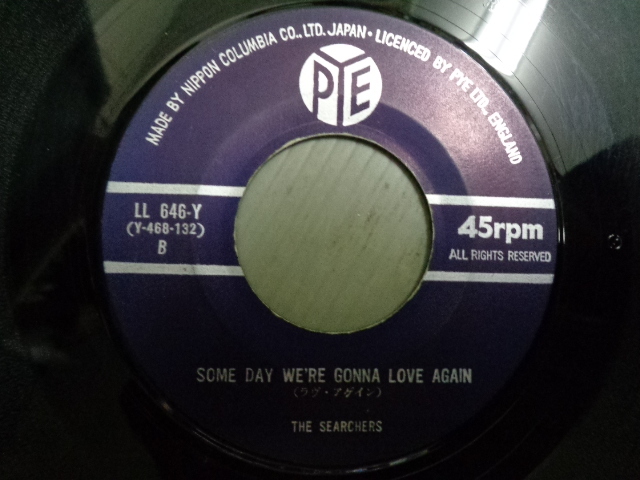 MADE BY NIPPON COLUMBIA CO., LTD. JAPAN • LICENCED BY PYE LTD. ENGLAND
PYE
LL 646-Y
(Y-468-132)
B
45rpm
ALL RIGHTS RESERVED
SOME DAY WE'RE GONNA LOVE AGAIN
(ラヴ・アゲイン)
THE SEARCHERS